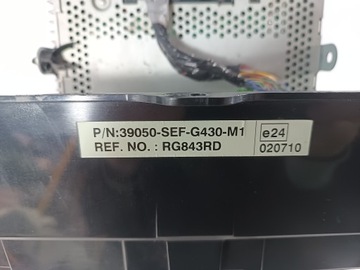 P/N:39050-SEF-G430-M1
e24
REF. NO. : RG843RD
020710